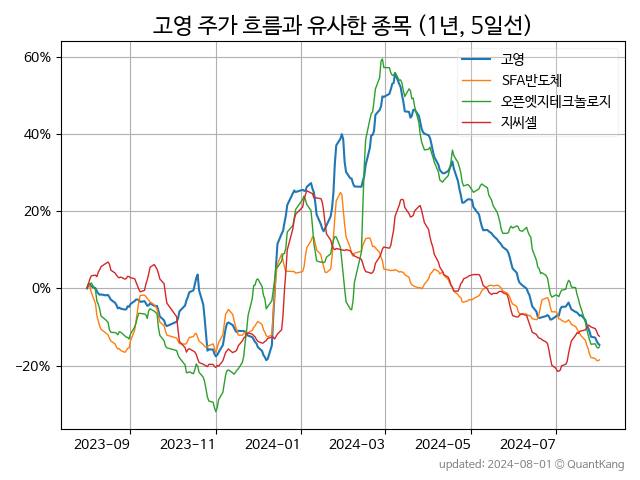 고영 주가 흐름과 유사한 종목 (1년, 5일선)
고영
SFA반도체
오픈엣지테크놀로지
지씨셀
60%
40%
20%
0%
−20%
2023-09
2023-11
2024-01
2024-03
2024-05
2024-07
updated: 2024-08-01 © QuantKang